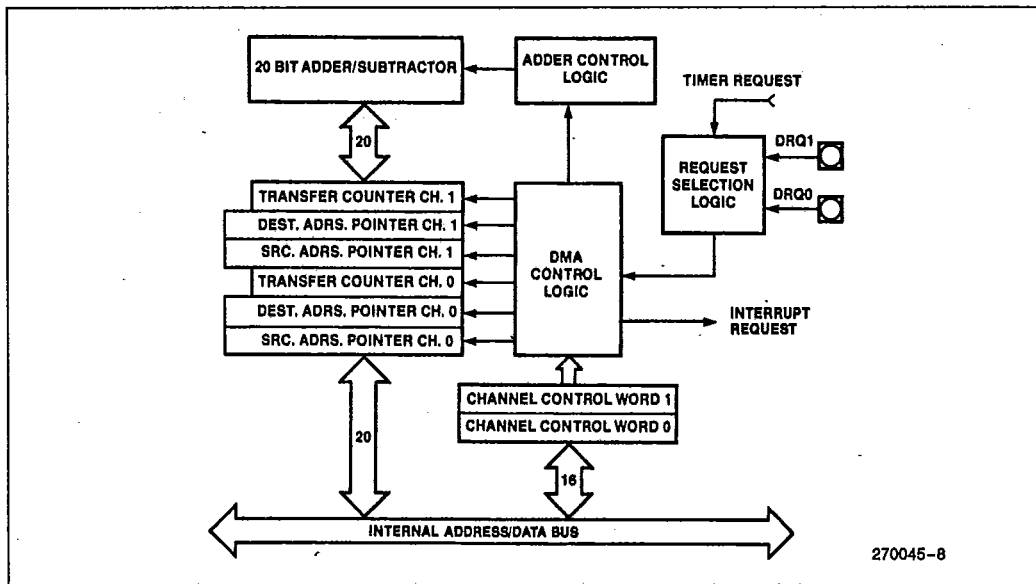 20 BIT ADDER/SUBTRACTOR
ADDER CONTROL
LOGIC
TIMER REQUEST
20
DRQ1
REQUEST
SELECTION
LOGIC
DRQ0
TRANSFER COUNTER CH. 1
DEST. ADRS. POINTER CH. 1
SRC. ADRS. POINTER CH. 1
TRANSFER COUNTER CH. 0
DEST. ADRS. POINTER CH. 0
SRC. ADRS. POINTER CH. 0
DMA
CONTROL
LOGIC
INTERRUPT
REQUEST
CHANNEL CONTROL WORD 1
CHANNEL CONTROL WORD 0
20
16
INTERNAL ADDRESS/DATA BUS
270045-8